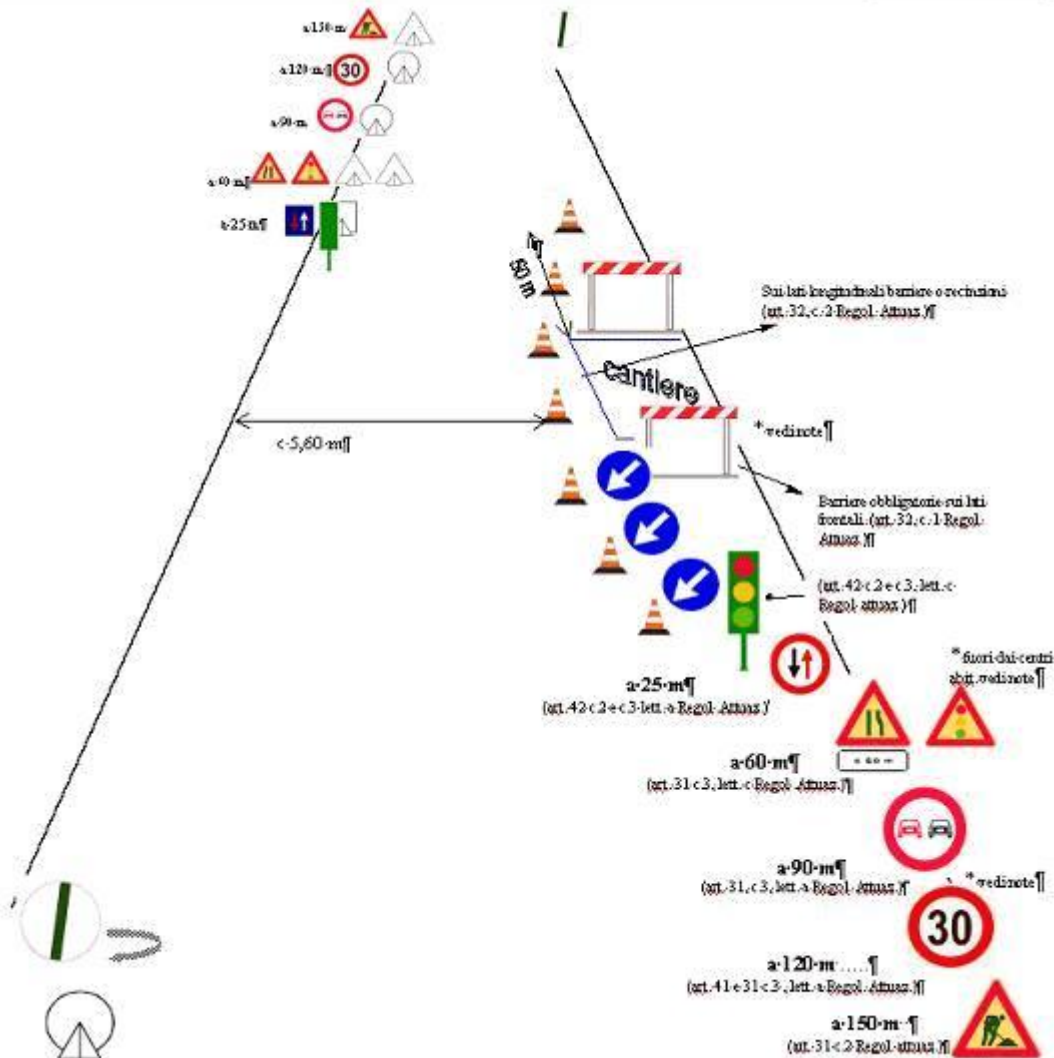 a·150·m
a·120·m¶
30
a·90·m
a·60·m¶
a·25·m¶
50 m
Sui·lati·longitudinali·barriere·o·recinzioni·
(art.·32,·c.·2·Regol.·Attuaz.)¶
cantiere
c·5,60·m¶
*·vedi·note¶
Barriere·obbligatorie·sui·lati·
frontali·(art.·32,·c.·1·Regol.·
Attuaz.)¶
(art.·42·c.2·e·c.3,·lett.·c·
Regol.·attuaz.)¶
*·fuori·dai·centri·
abit.·vedi·note¶
a·25·m¶
(art.·42·c.2·e·c.3·lett.·a·Regol.·Attuaz.)
a·60·m¶
a 60 m
(art.·31·c.3,·lett.·c·Regol.·Attuaz.)¶
a·90·m¶
(art.·31,·c.3,·lett.·a·Regol.·Attuaz.)¶
*·vedi·note¶
30
a·120·m·.....¶
(art.·41·e·31·c.3.,·lett.·a·Regol.·Attuaz.)¶
a·150·m··¶
(art.·31·c.2·Regol.·attuaz.)¶